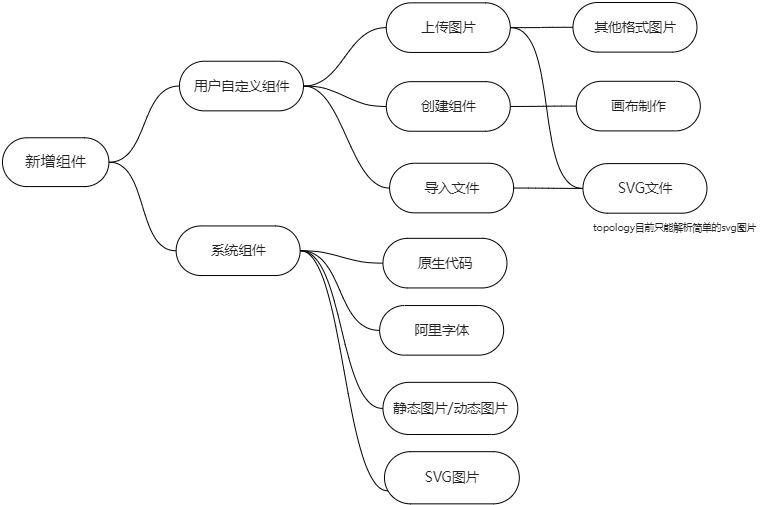 上传图片
其他格式图片
用户自定义组件
创建组件
画布制作
新增组件
导入文件
SVG文件
topology目前只能解析简单的svg图片
系统组件
原生代码
阿里字体
静态图片/动态图片
SVG图片